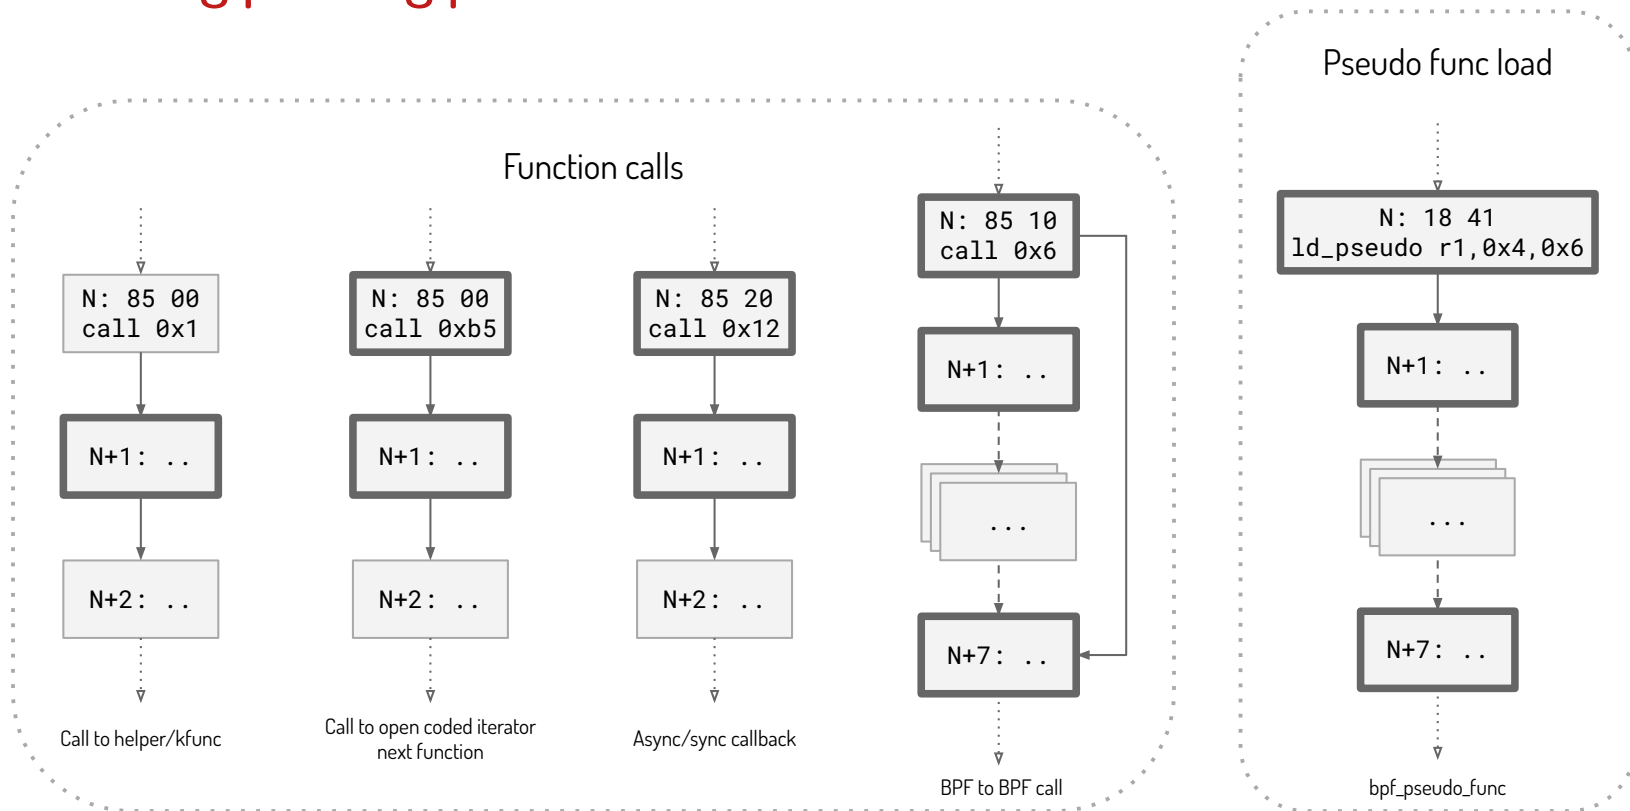 Pseudo func load
Function calls
N: 85 00
call 0x1
N+1: ..
N+2: ..
Call to helper/kfunc
N: 85 00
call 0xb5
N+1: ..
N+2: ..
Call to open coded iterator
next function
N: 85 20
call 0x12
N+1: ..
N+2: ..
Async/sync callback
N: 85 10
call 0x6
N+1: ..
...
N+7: ..
BPF to BPF call
N: 18 41
ld_pseudo r1,0x4,0x6
N+1: ..
...
N+7: ..
bpf_pseudo_func